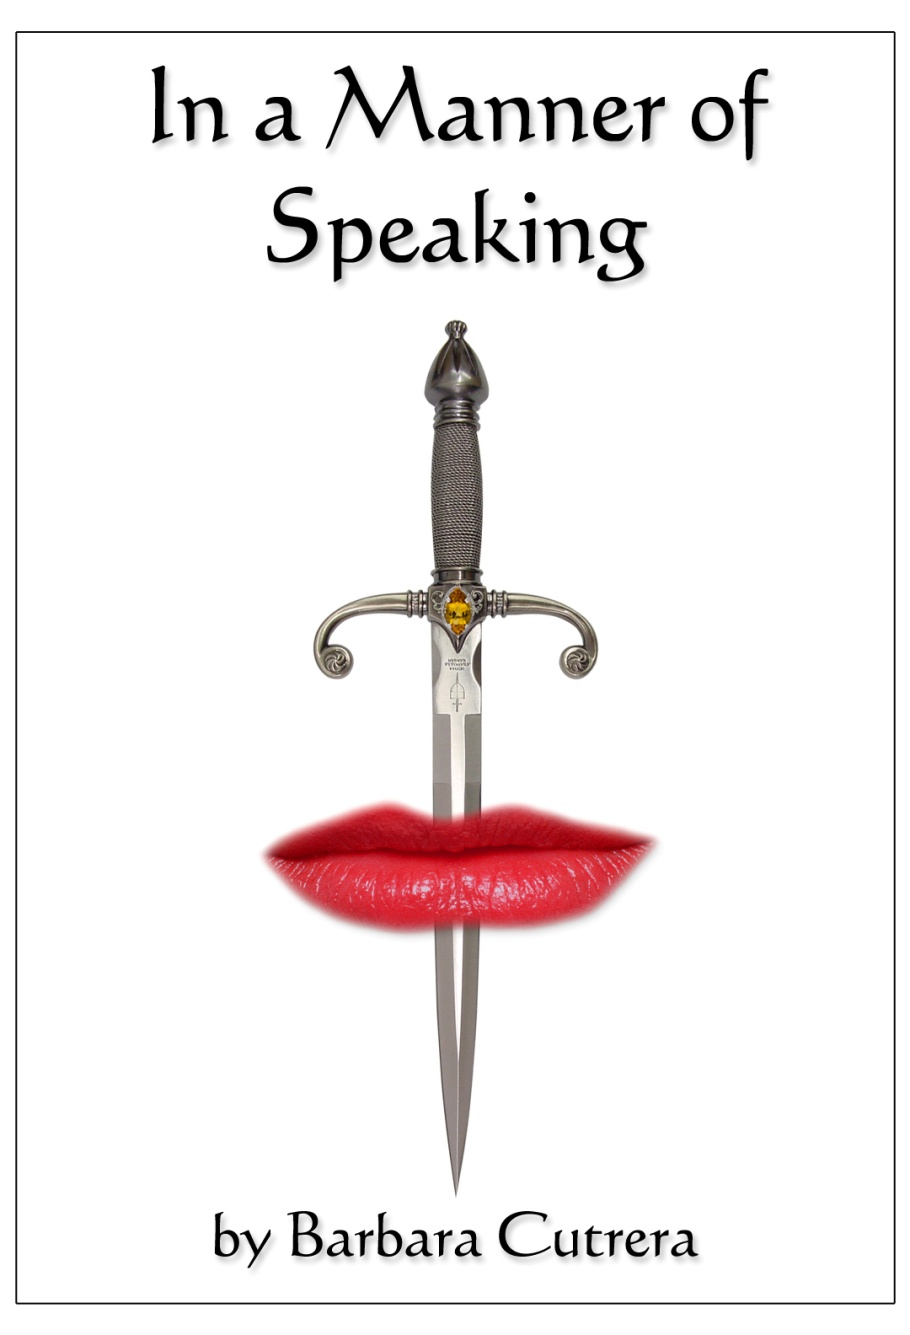 In a Manner of
Speaking
by Barbara Cutrera